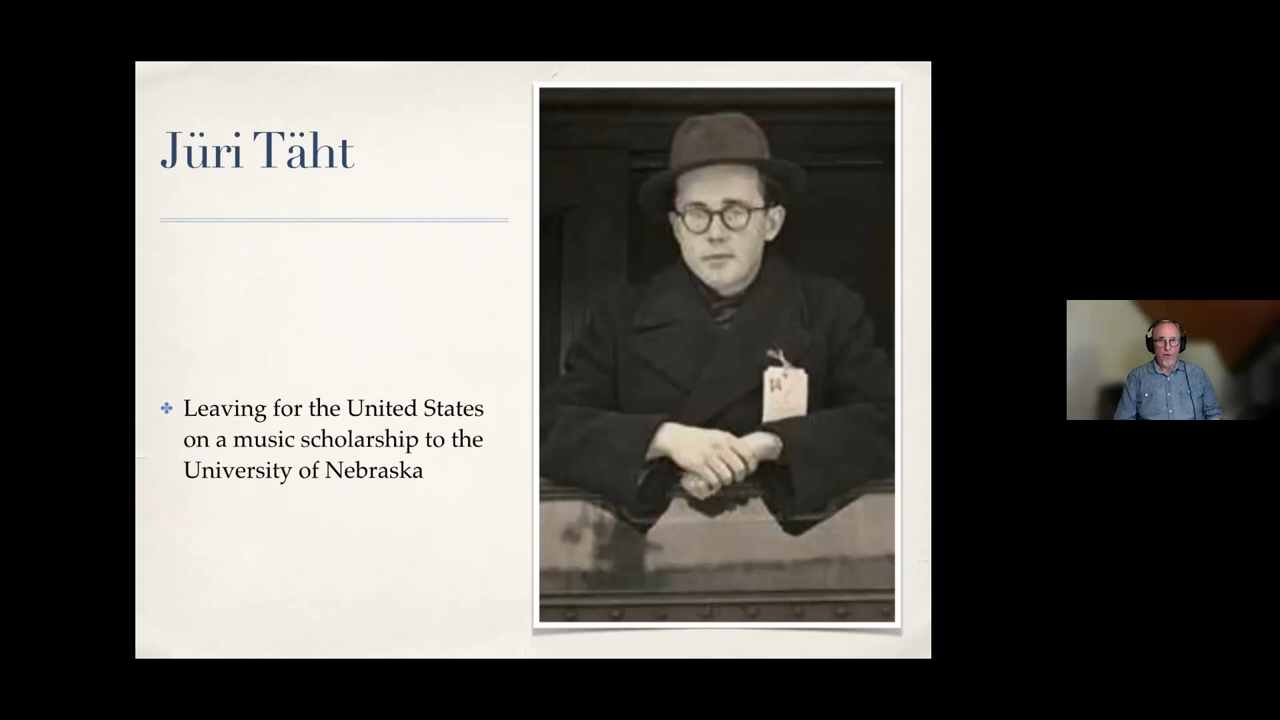 Jüri Täht
Leaving for the United States
on a music scholarship to the
University of Nebraska